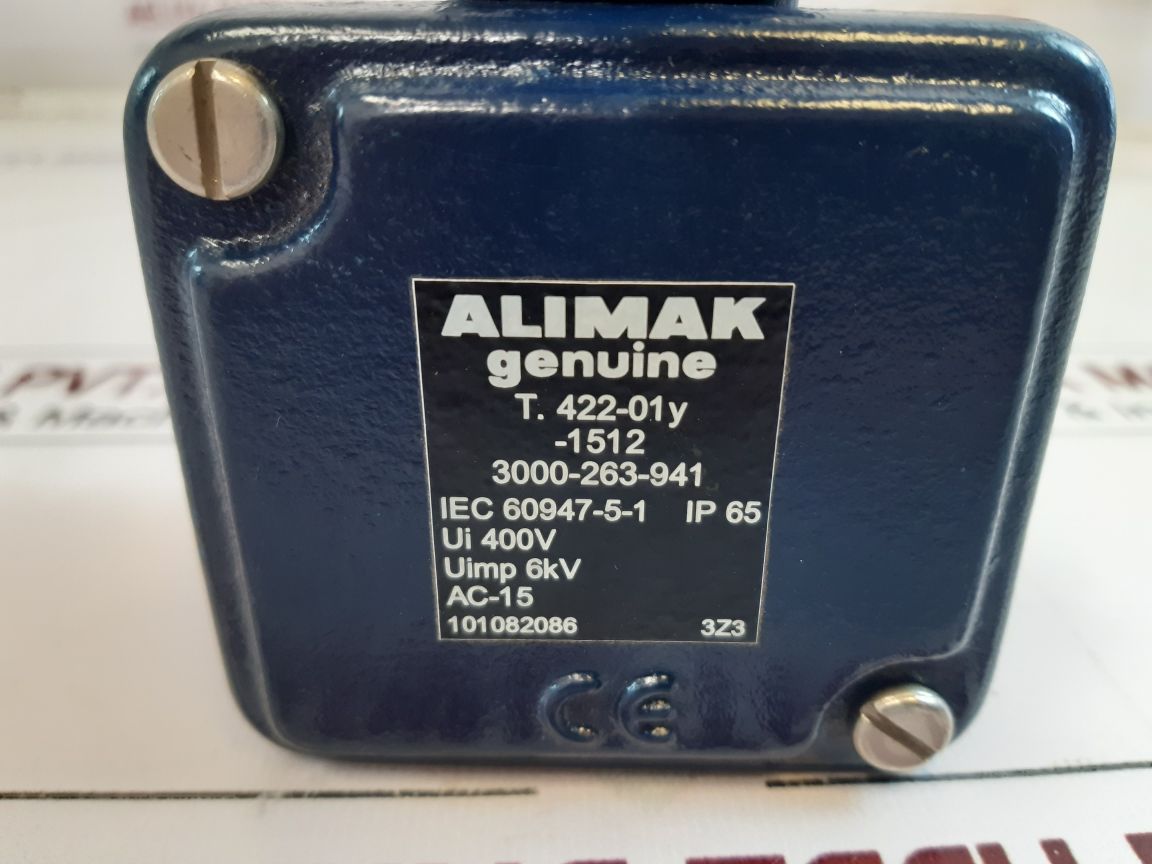 ALIMAK
genuine
T. 422-01y
-1512
3000-263-941
IEC 60947-5-1 IP 65
Ui 400V
Uimp 6kV
AC-15
101082086 3Z3
CE
PVT